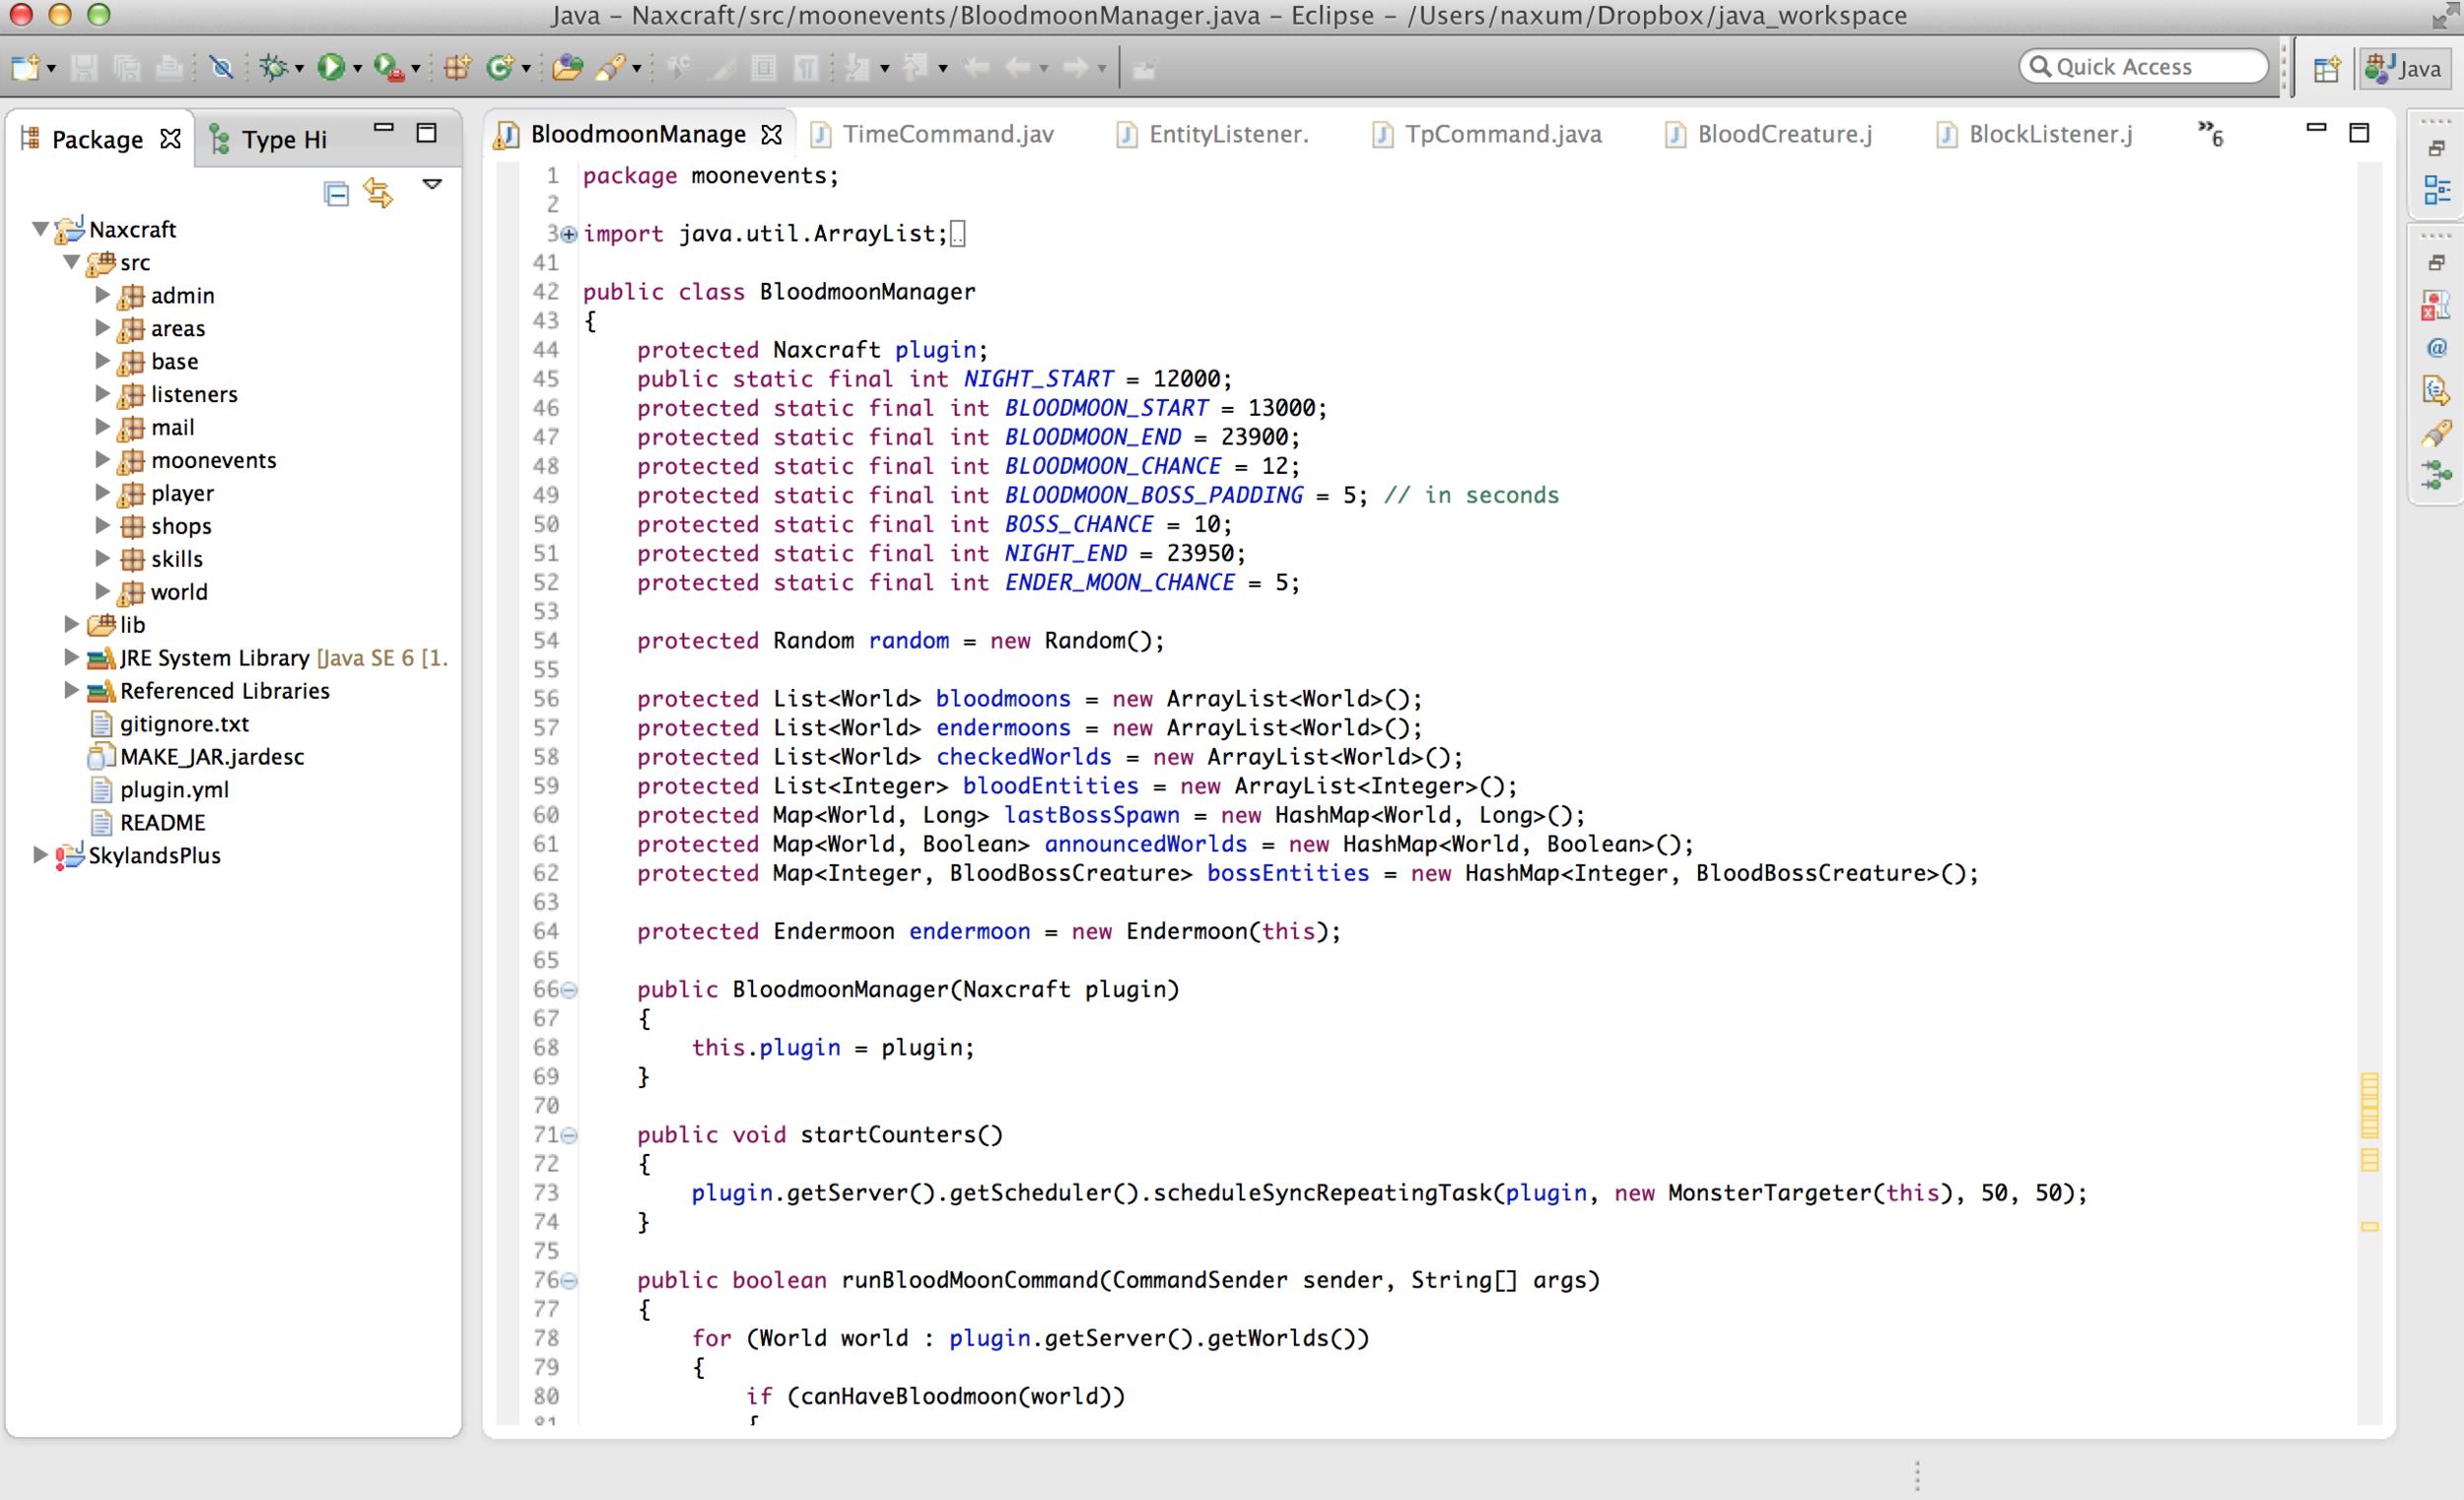 Java – Naxcraft/src/moonevents/BloodmoonManager.java – Eclipse – /Users/naxum/Dropbox/java_workspace
Quick Access
Java
Package
Type Hi
Naxcraft
src
admin
areas
base
listeners
mail
moonevents
player
shops
skills
world
lib
JRE System Library [Java SE 6 [1.
Referenced Libraries
gitignore.txt
MAKE_JAR.jardesc
plugin.yml
README
SkylandsPlus
BloodmoonManage
TimeCommand.jav
EntityListener.
TpCommand.java
BloodCreature.j
BlockListener.j
»6
1 package moonevents;
2
3 import java.util.ArrayList;
41
42 public class BloodmoonManager
43 {
44 protected Naxcraft plugin;
45 public static final int NIGHT_START = 12000;
46 protected static final int BLOODMOON_START = 13000;
47 protected static final int BLOODMOON_END = 23900;
48 protected static final int BLOODMOON_CHANCE = 12;
49 protected static final int BLOODMOON_BOSS_PADDING = 5; // in seconds
50 protected static final int BOSS_CHANCE = 10;
51 protected static final int NIGHT_END = 23950;
52 protected static final int ENDER_MOON_CHANCE = 5;
53
54 protected Random random = new Random();
55
56 protected List<World> bloodmoons = new ArrayList<World>();
57 protected List<World> endermoons = new ArrayList<World>();
58 protected List<World> checkedWorlds = new ArrayList<World>();
59 protected List<Integer> bloodEntities = new ArrayList<Integer>();
60 protected Map<World, Long> lastBossSpawn = new HashMap<World, Long>();
61 protected Map<World, Boolean> announcedWorlds = new HashMap<World, Boolean>();
62 protected Map<Integer, BloodBossCreature> bossEntities = new HashMap<Integer, BloodBossCreature>();
63
64 protected Endermoon endermoon = new Endermoon(this);
65
66 public BloodmoonManager(Naxcraft plugin)
67 {
68 this.plugin = plugin;
69 }
70
71 public void startCounters()
72 {
73 plugin.getServer().getScheduler().scheduleSyncRepeatingTask(plugin, new MonsterTargeter(this), 50, 50);
74 }
75
76 public boolean runBloodMoonCommand(CommandSender sender, String[] args)
77 {
78 for (World world : plugin.getServer().getWorlds())
79 {
80 if (canHaveBloodmoon(world))
81 {